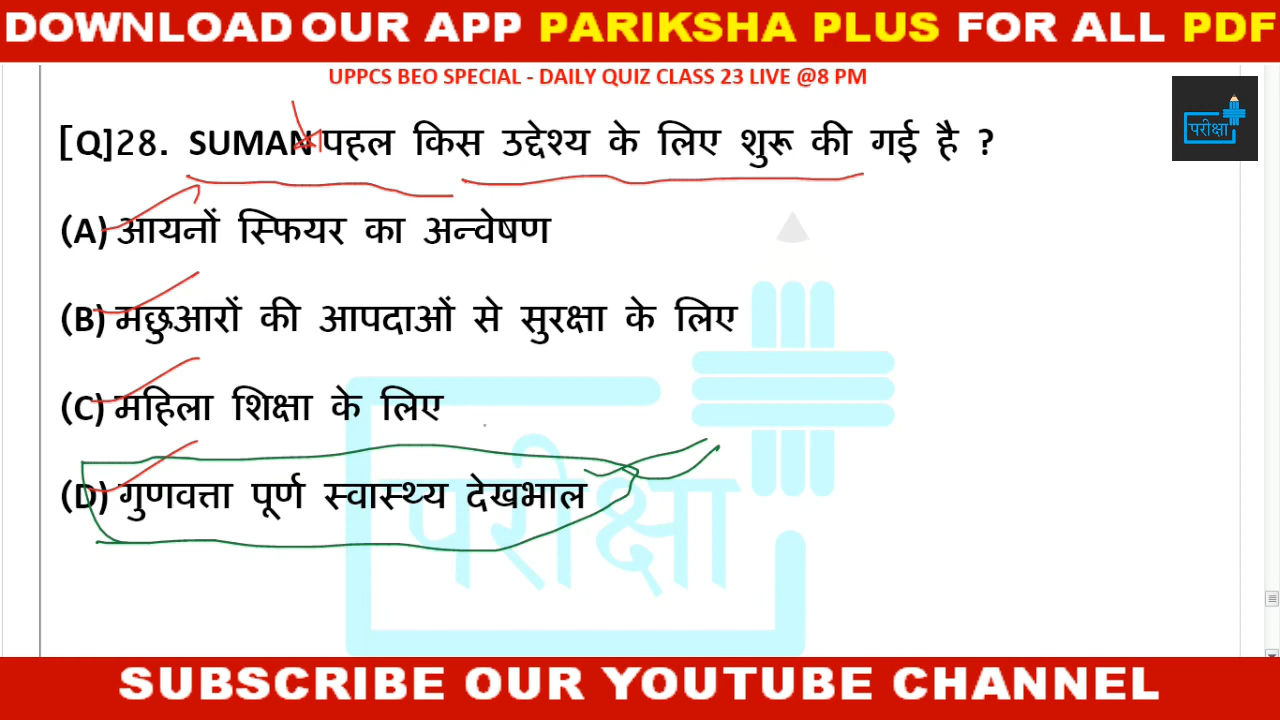 DOWNLOAD OUR APP PARIKSHA PLUS FOR ALL PDF
UPPCS BEO SPECIAL - DAILY QUIZ CLASS 23 LIVE @8 PM
परीक्षा
[Q]28. SUMAN पहल किस उद्देश्य के लिए शुरू की गई है ?
(A) आयनों स्फियर का अन्वेषण
(B) मछुआरों की आपदाओं से सुरक्षा के लिए
(C) महिला शिक्षा के लिए
(D) गुणवत्ता पूर्ण स्वास्थ्य देखभाल
परीक्षा
SUBSCRIBE OUR YOUTUBE CHANNEL